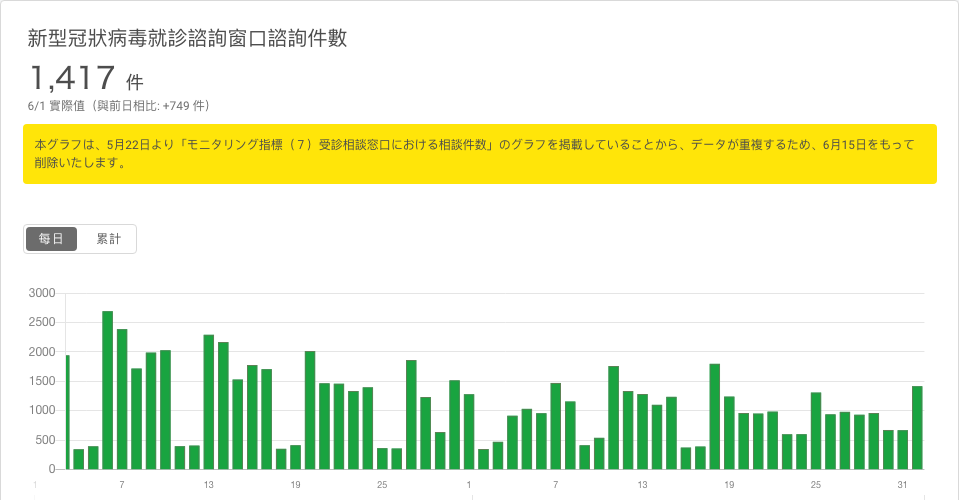 新型冠狀病毒就診諮詢窗口諮詢件數
1,417 件
6/1 實際值（與前日相比: +749 件）
本グラフは、5月22日より「モニタリング指標（７）受診相談窓口における相談件数」のグラフを掲載していることから、データが重複するため、6月15日をもって
削除いたします。
每日 累計
3000
2500
2000
1500
1000
500
0
7 13 19 25 1 7 13 19 25 31